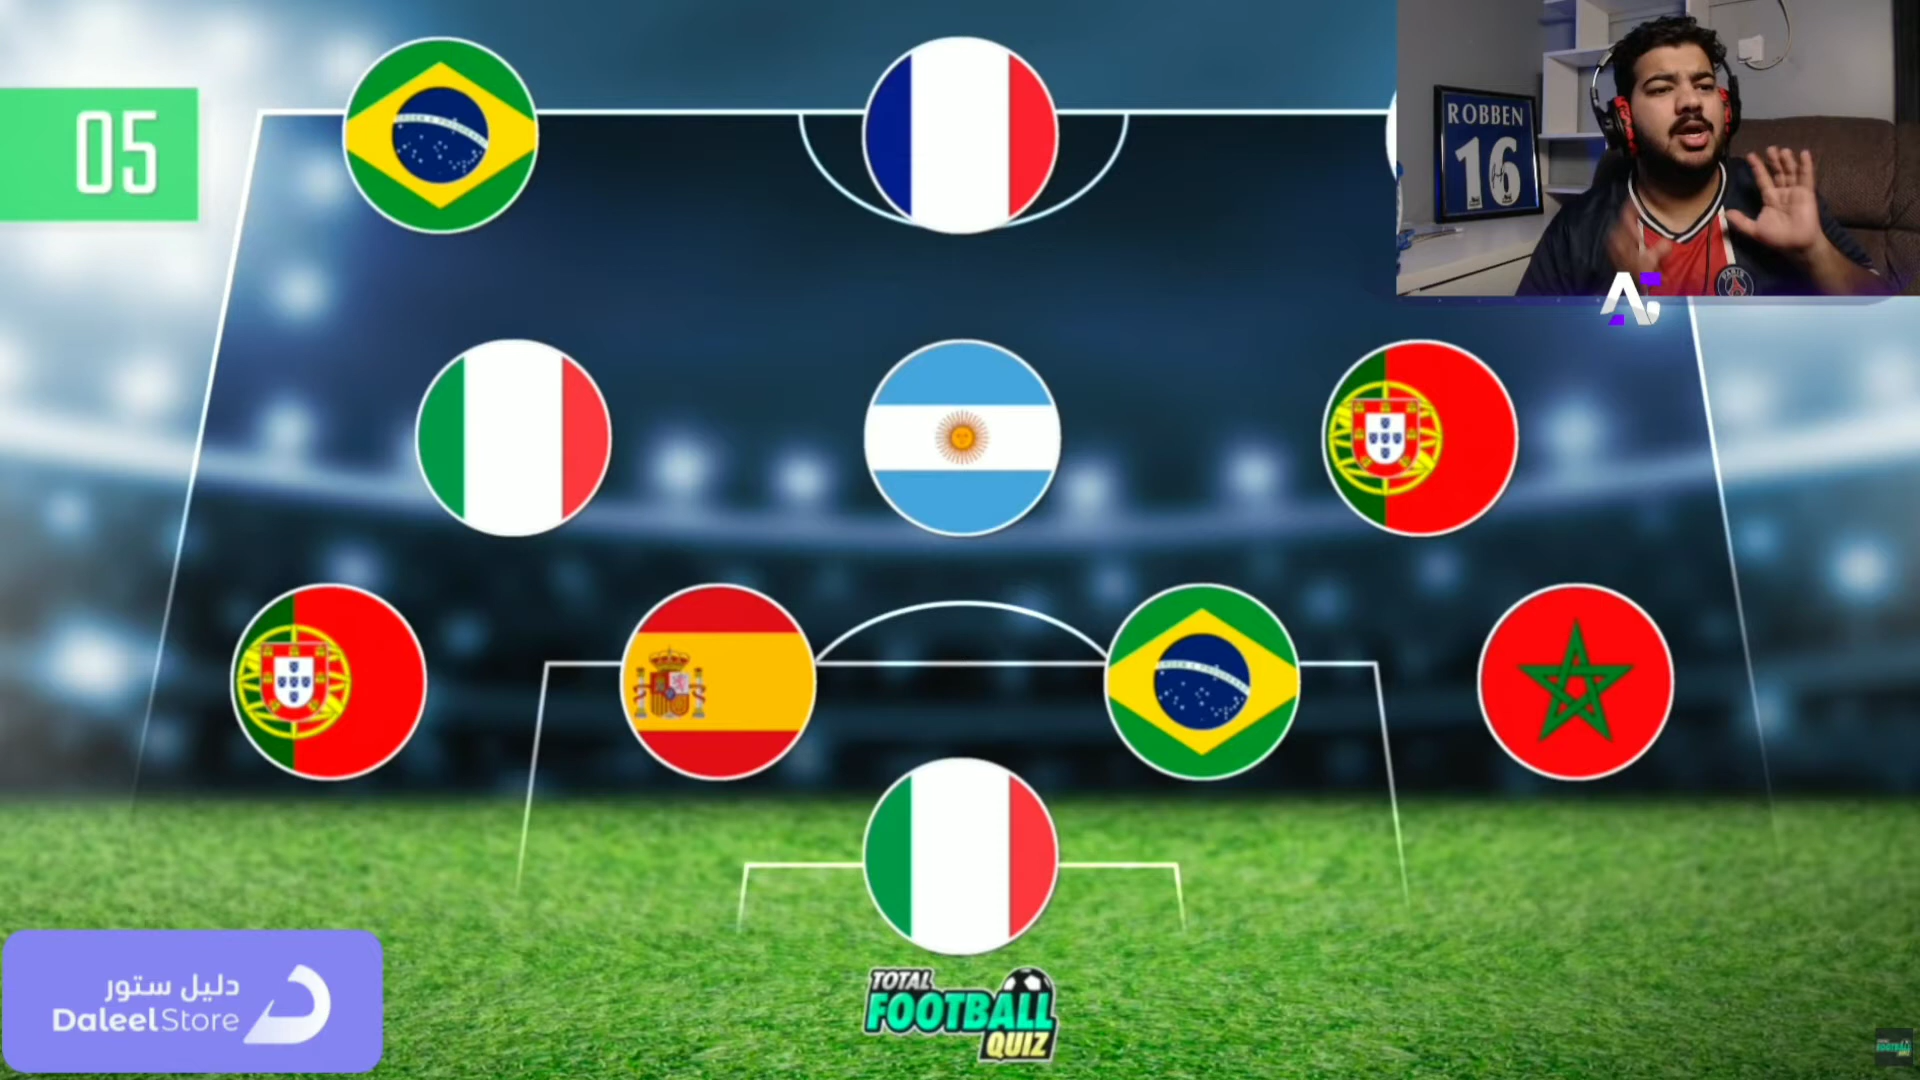 05
ROBBEN
16
دليل ستور
DaleelStore
TOTAL
FOOTBALL
QUIZ